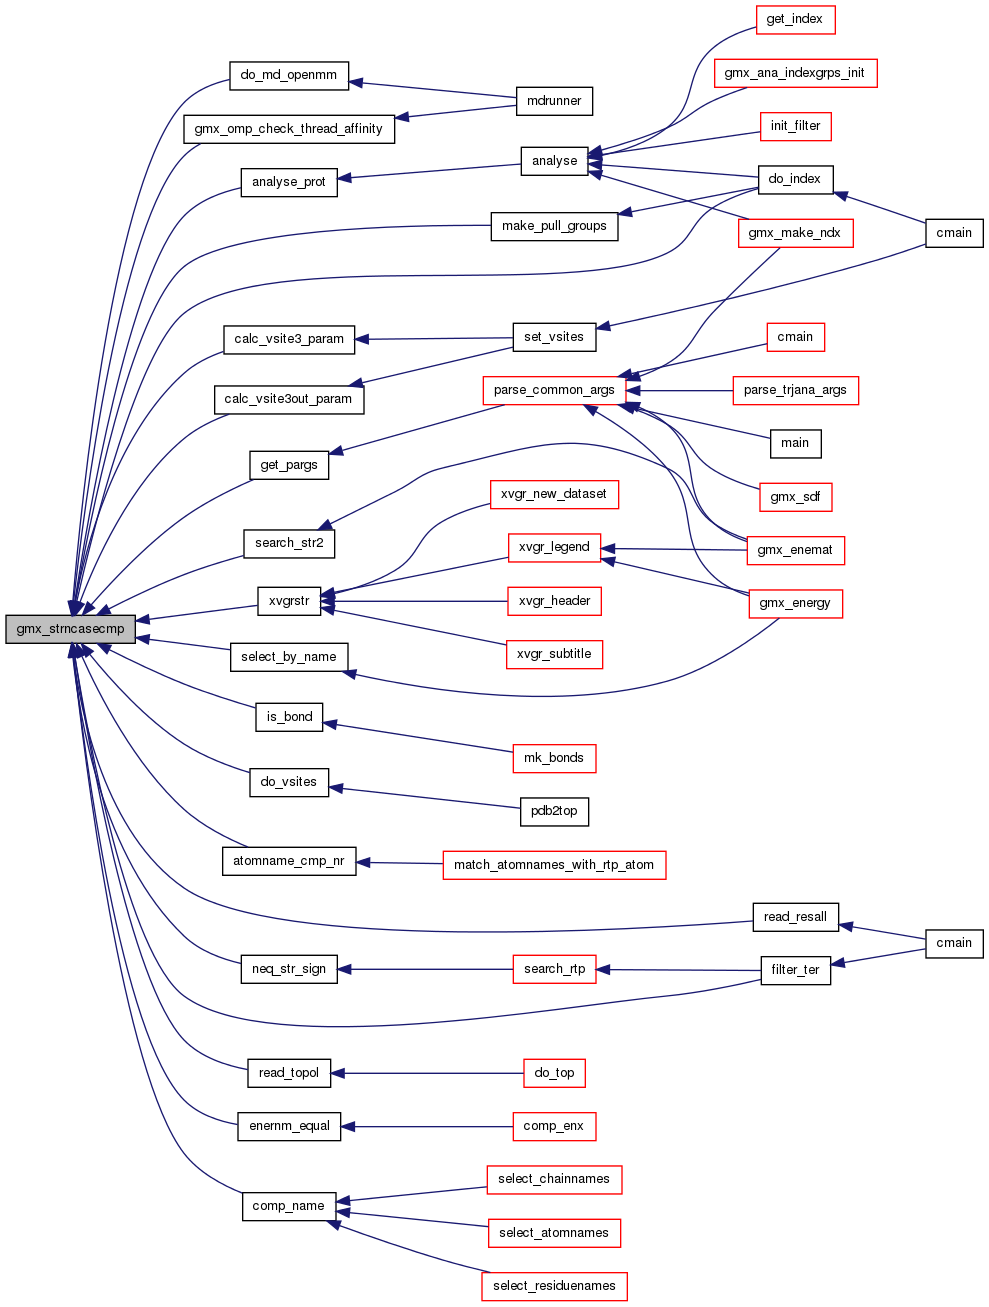 get_index
do_md_openmm
gmx_ana_indexgrps_init
mdrunner
gmx_omp_check_thread_affinity
init_filter
analyse
analyse_prot
do_index
make_pull_groups
gmx_make_ndx
cmain
calc_vsite3_param
set_vsites
cmain
calc_vsite3out_param
parse_common_args
parse_trjana_args
main
get_pargs
xvgr_new_dataset
gmx_sdf
search_str2
xvgr_legend
gmx_enemat
xvgrstr
xvgr_header
gmx_energy
gmx_strncasecmp
select_by_name
xvgr_subtitle
is_bond
mk_bonds
do_vsites
pdb2top
atomname_cmp_nr
match_atomnames_with_rtp_atom
read_resall
cmain
neq_str_sign
search_rtp
filter_ter
read_topol
do_top
enernm_equal
comp_enx
select_chainnames
comp_name
select_atomnames
select_residuenames